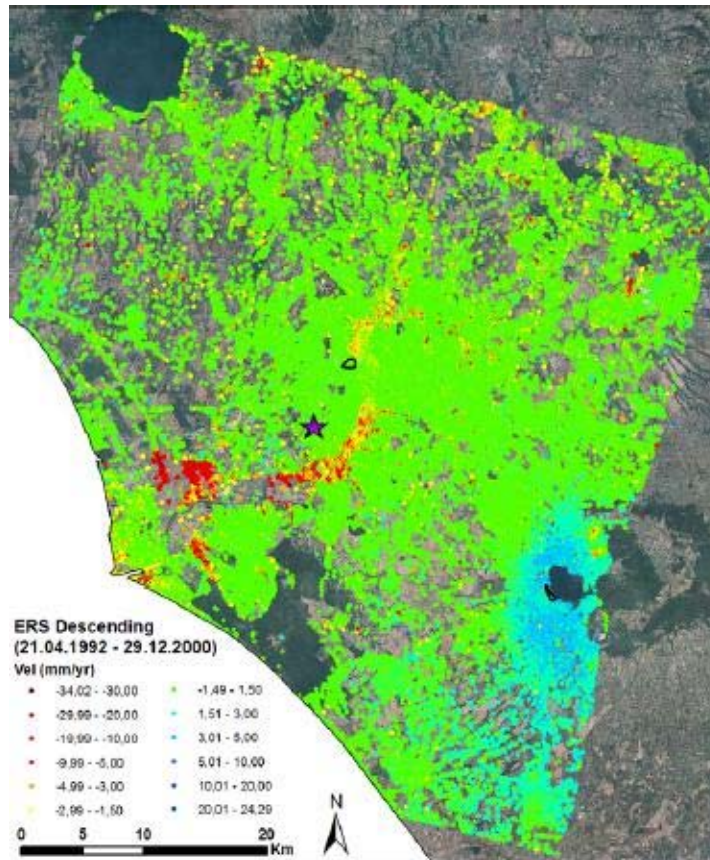 ERS Descending
(21.04.1992 - 29.12.2000)
Vel (mm/yr)
-34,02 - -30,00
-29,99 - -20,00
-19,99 - -10,00
-9,99 - -5,00
-4,99 - -3,00
-2,99 - -1,50
-1,49 - 1,50
1,51 - 3,00
3,01 - 5,00
5,01 - 10,00
10,01 - 20,00
20,01 - 24,29
0 5 10 20
Km
N